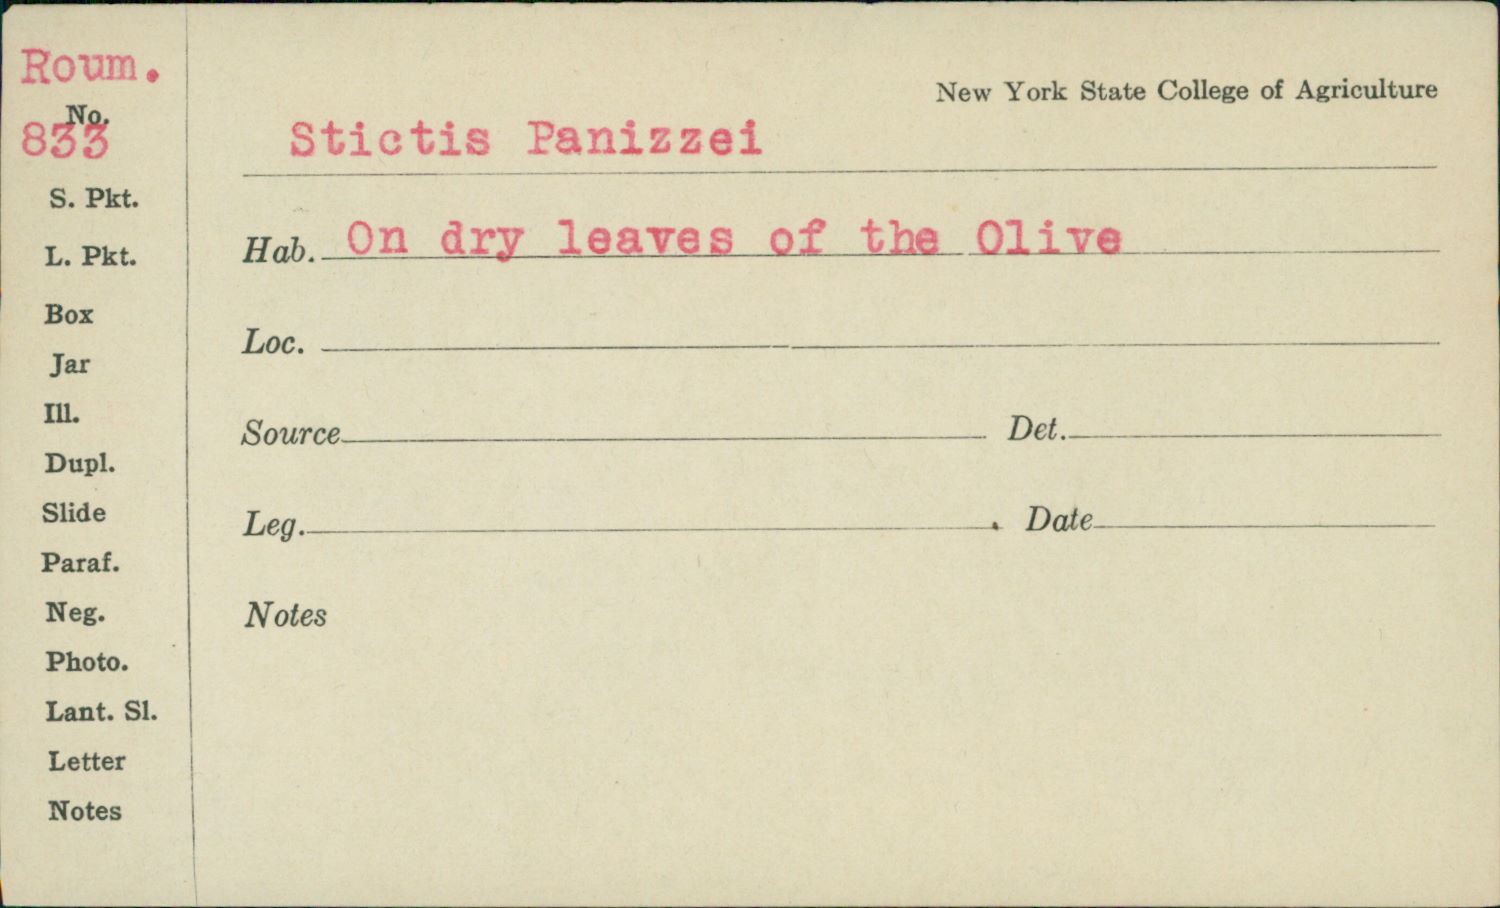 Roum.
No.
833
S. Pkt.
L. Pkt.
Box
Jar
Ill.
Dupl.
Slide
Paraf.
Neg.
Photo.
Lant. Sl.
Letter
Notes
New York State College of Agriculture
Stictis Panizzei
Hab. On dry leaves of the Olive
Loc.
Source Det.
Leg. Date
Notes